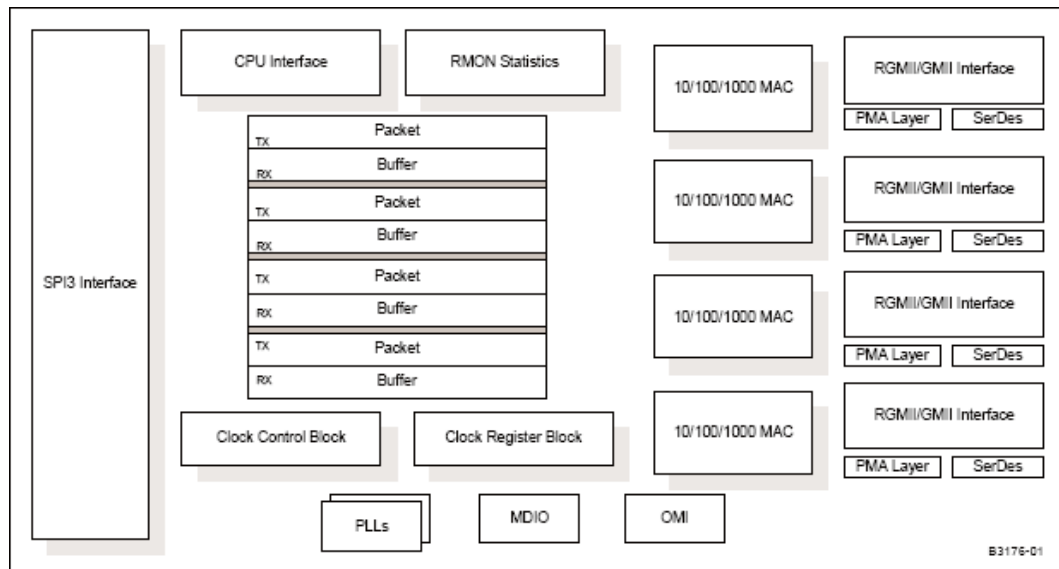 SPI3 Interface
CPU Interface
RMON Statistics
TX
Packet
RX
Buffer
TX
Packet
RX
Buffer
TX
Packet
RX
Buffer
TX
Packet
RX
Buffer
Clock Control Block
Clock Register Block
PLLs
MDIO
OMI
10/100/1000 MAC
RGMII/GMII Interface
PMA Layer
SerDes
10/100/1000 MAC
RGMII/GMII Interface
PMA Layer
SerDes
10/100/1000 MAC
RGMII/GMII Interface
PMA Layer
SerDes
10/100/1000 MAC
RGMII/GMII Interface
PMA Layer
SerDes
B3176-01